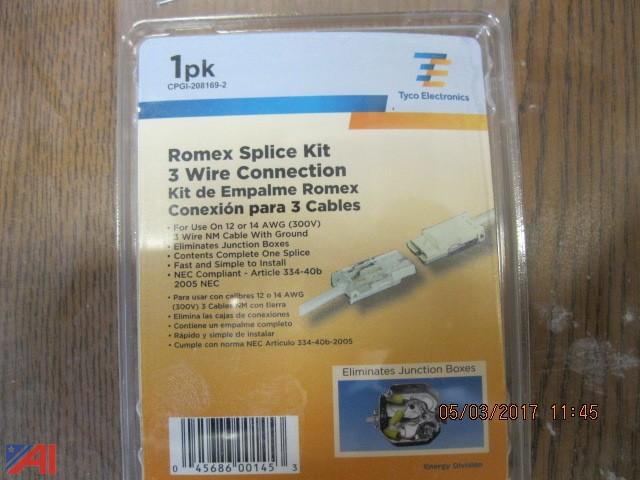 1pk
CPGI-208169-2
Tyco Electronics
Romex Splice Kit
3 Wire Connection
Kit de Empalme Romex
Conexión para 3 Cables
• For Use On 12 or 14 AWG (300V)
3 Wire NM Cable With Ground
• Eliminates Junction Boxes
• Contents Complete One Splice
• Fast and Simple to Install
• NEC Compliant - Article 334-40b
2005 NEC
• Para usar con calibres 12 o 14 AWG
(300V) 3 Cables NM con tierra
• Elimina las cajas de conexiones
• Contiene un empalme completo
• Rápido y simple de instalar
• Cumple con norma NEC Articulo 334-40b-2005
Eliminates Junction Boxes
05/03/2017 11:45
0 45686 00145 3
Energy Division
AI